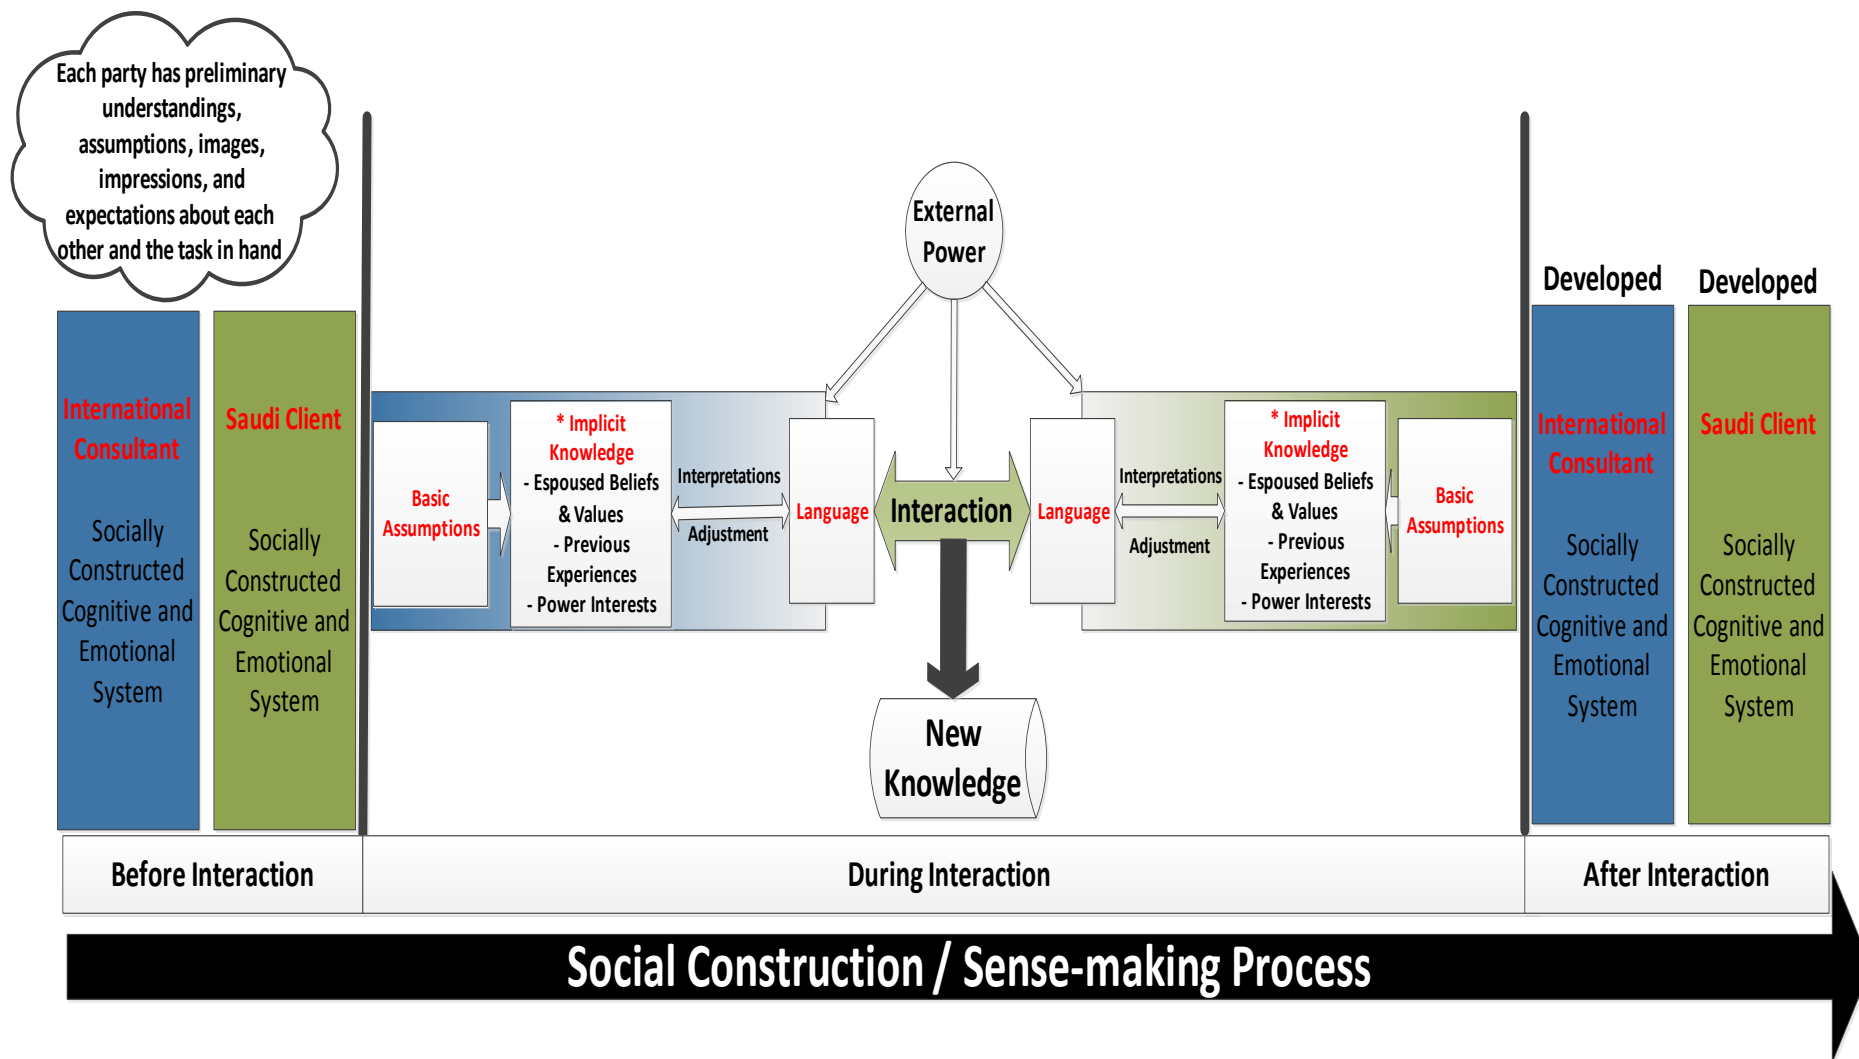 Each party has preliminary
understandings,
assumptions, images,
impressions, and
expectations about each
other and the task in hand
International
Consultant
Socially
Constructed
Cognitive and
Emotional
System
Saudi Client
Socially
Constructed
Cognitive and
Emotional
System
Basic
Assumptions
* Implicit
Knowledge
- Espoused Beliefs
& Values
- Previous
Experiences
- Power Interests
Interpretations
Adjustment
Language
External
Power
Interaction
New
Knowledge
Language
Interpretations
Adjustment
* Implicit
Knowledge
- Espoused Beliefs
& Values
- Previous
Experiences
- Power Interests
Basic
Assumptions
Developed
International
Consultant
Socially
Constructed
Cognitive and
Emotional
System
Developed
Saudi Client
Socially
Constructed
Cognitive and
Emotional
System
Before Interaction
During Interaction
After Interaction
Social Construction / Sense-making Process